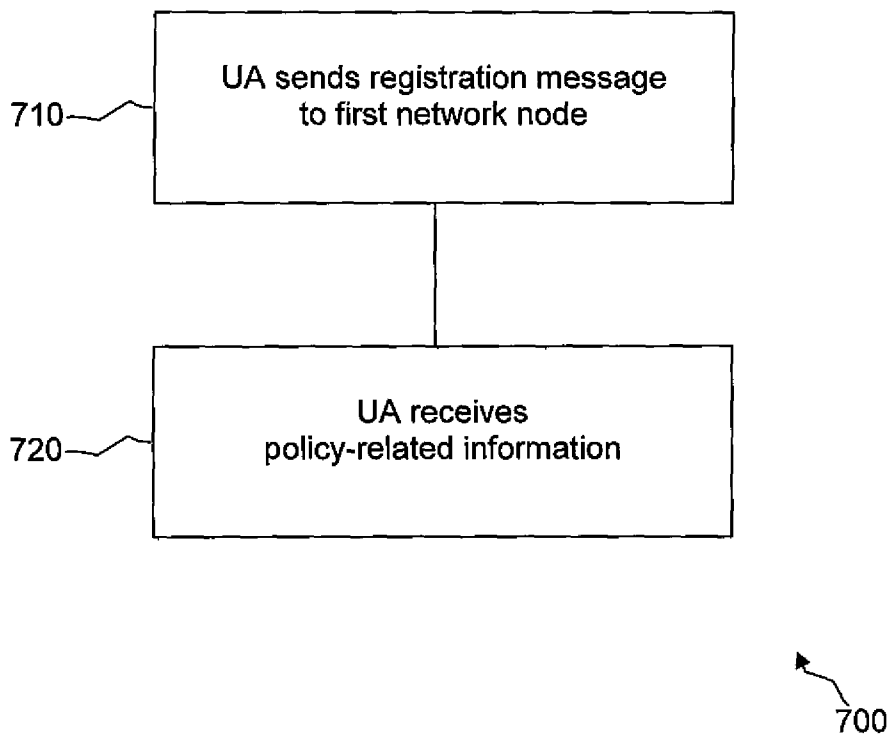 UA sends registration message
to first network node
710
UA receives
policy-related information
720
700